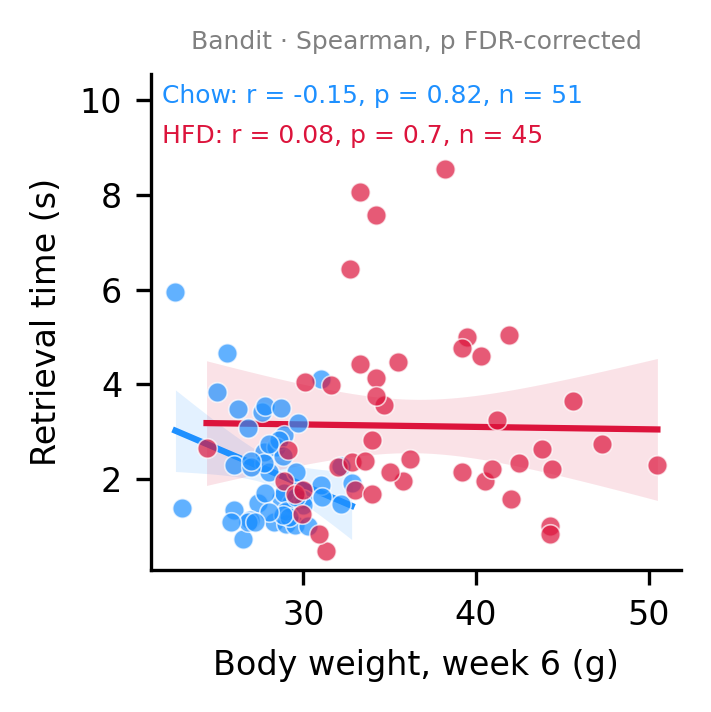 Bandit · Spearman, p FDR-corrected
Chow: r = -0.15, p = 0.82, n = 51
HFD: r = 0.08, p = 0.7, n = 45
Retrieval time (s)
10
8
6
4
2
30 40 50
Body weight, week 6 (g)